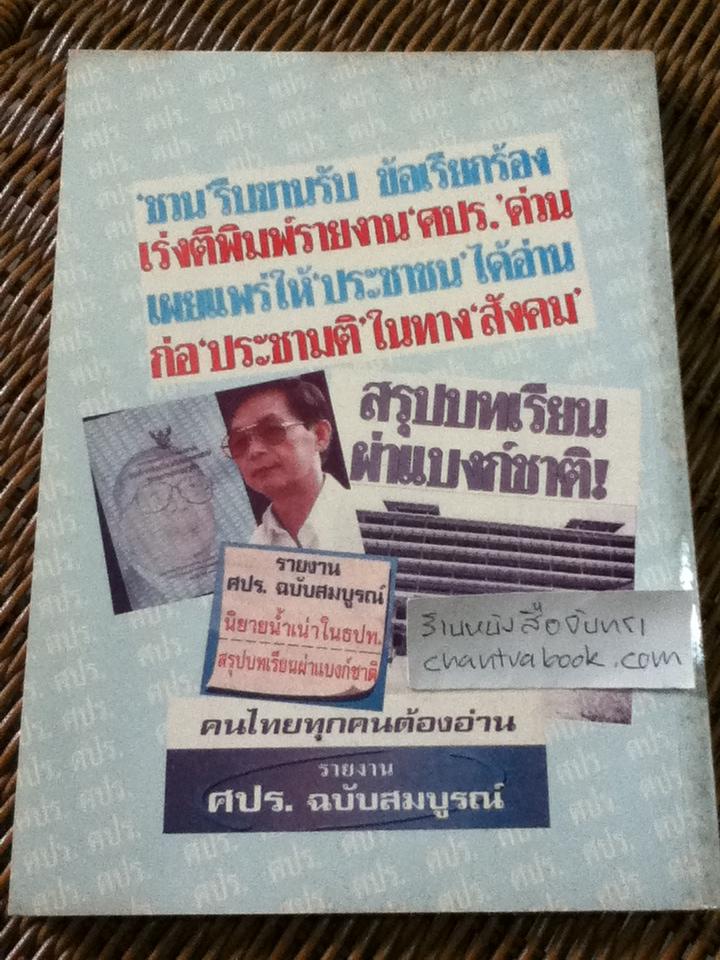 'ชวน' รีบขานรับ ข้อเรียกร้อง
เร่งตีพิมพ์รายงาน 'ศปร.' ด่วน
เผยแพร่ให้ 'ประชาชน' ได้อ่าน
ก่อ 'ประชามติ' ในทาง 'สังคม'
สรุปบทเรียน
ผ่าแบงก์ชาติ!
รายงาน
ศปร. ฉบับสมบูรณ์
นิยายน้ำเน่าในธปท.
สรุปบทเรียนผ่าแบงก์ชาติ
ร้านหนังสือจันทรา
chantrabook.com
คนไทยทุกคนต้องอ่าน
รายงาน
ศปร. ฉบับสมบูรณ์